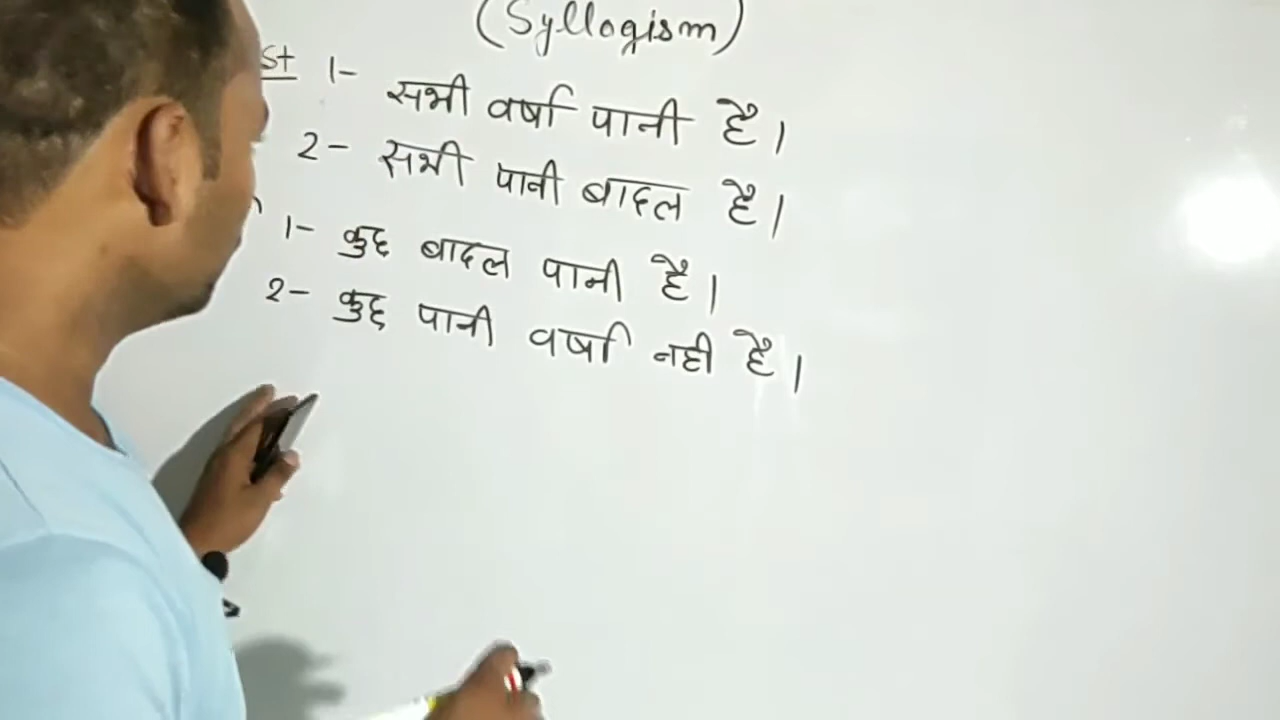 (Syllogism)
St 1- सभी वर्षा पानी है।
2- सभी पानी बादल है।
1- कुछ बादल पानी है।
2- कुछ पानी वर्षा नही है।